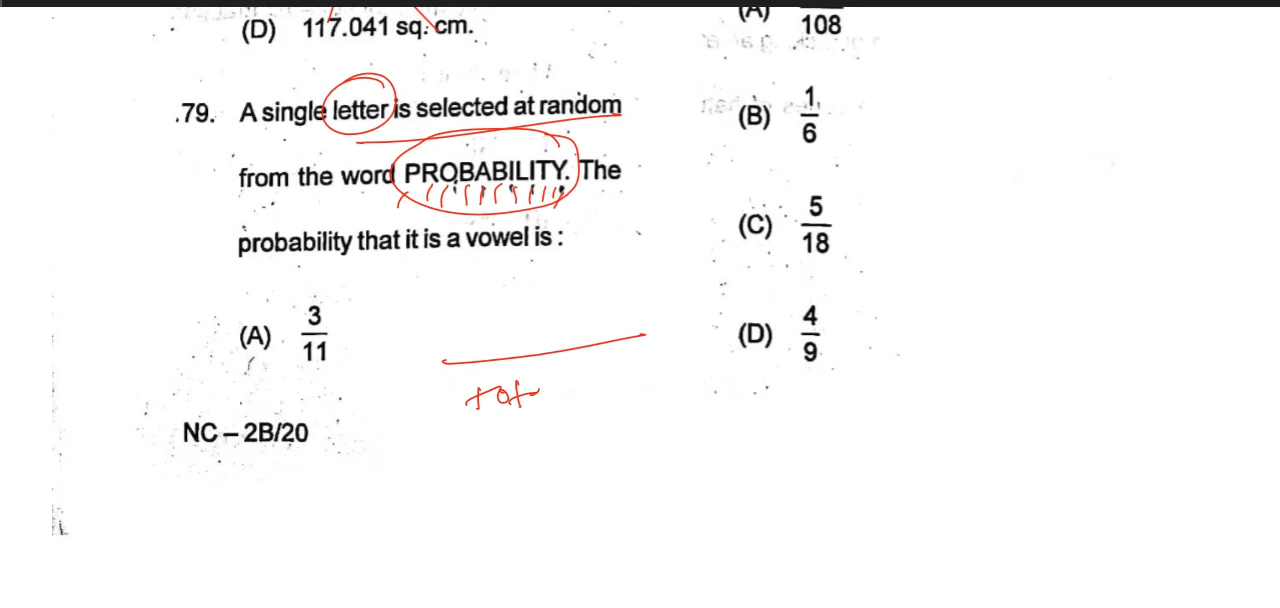 (D) 117.041 sq. cm.
.79. A single letter is selected at random
from the word PROBABILITY. The
probability that it is a vowel is :
(A) 3/11
NC – 2B/20
tot
(A) 108
(B) 1/6
(C) 5/18
(D) 4/9